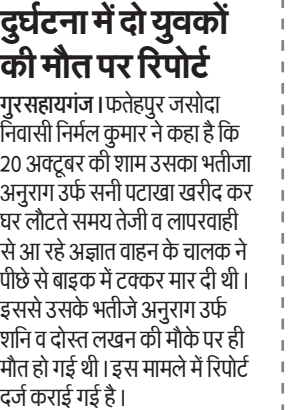 दुर्घटना में दो युवकों
की मौत पर रिपोर्ट
गुरसहायगंज। फतेहपुर जसोदा
निवासी निर्मल कुमार ने कहा है कि
20 अक्टूबर की शाम उसका भतीजा
अनुराग उर्फ सनी पटाखा खरीद कर
घर लौटते समय तेजी व लापरवाही
से आ रहे अज्ञात वाहन के चालक ने
पीछे से बाइक में टक्कर मार दी थी।
इससे उसके भतीजे अनुराग उर्फ
शनि व दोस्त लखन की मौके पर ही
मौत हो गई थी। इस मामले में रिपोर्ट
दर्ज कराई गई है।